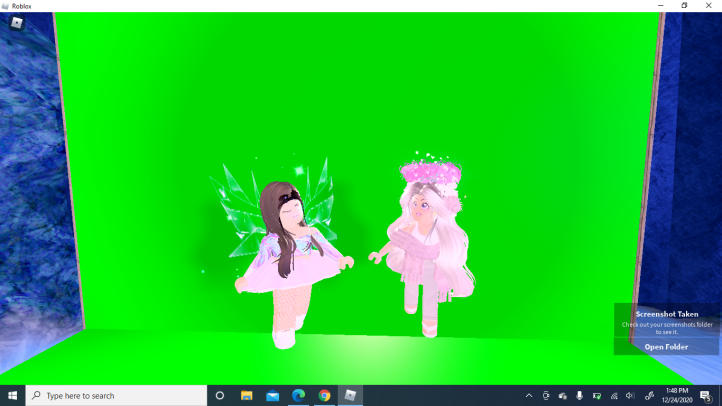 Roblox
Screenshot Taken
Check out your screenshots folder
to see it.
Open Folder
Type here to search
1:48 PM
12/24/2020